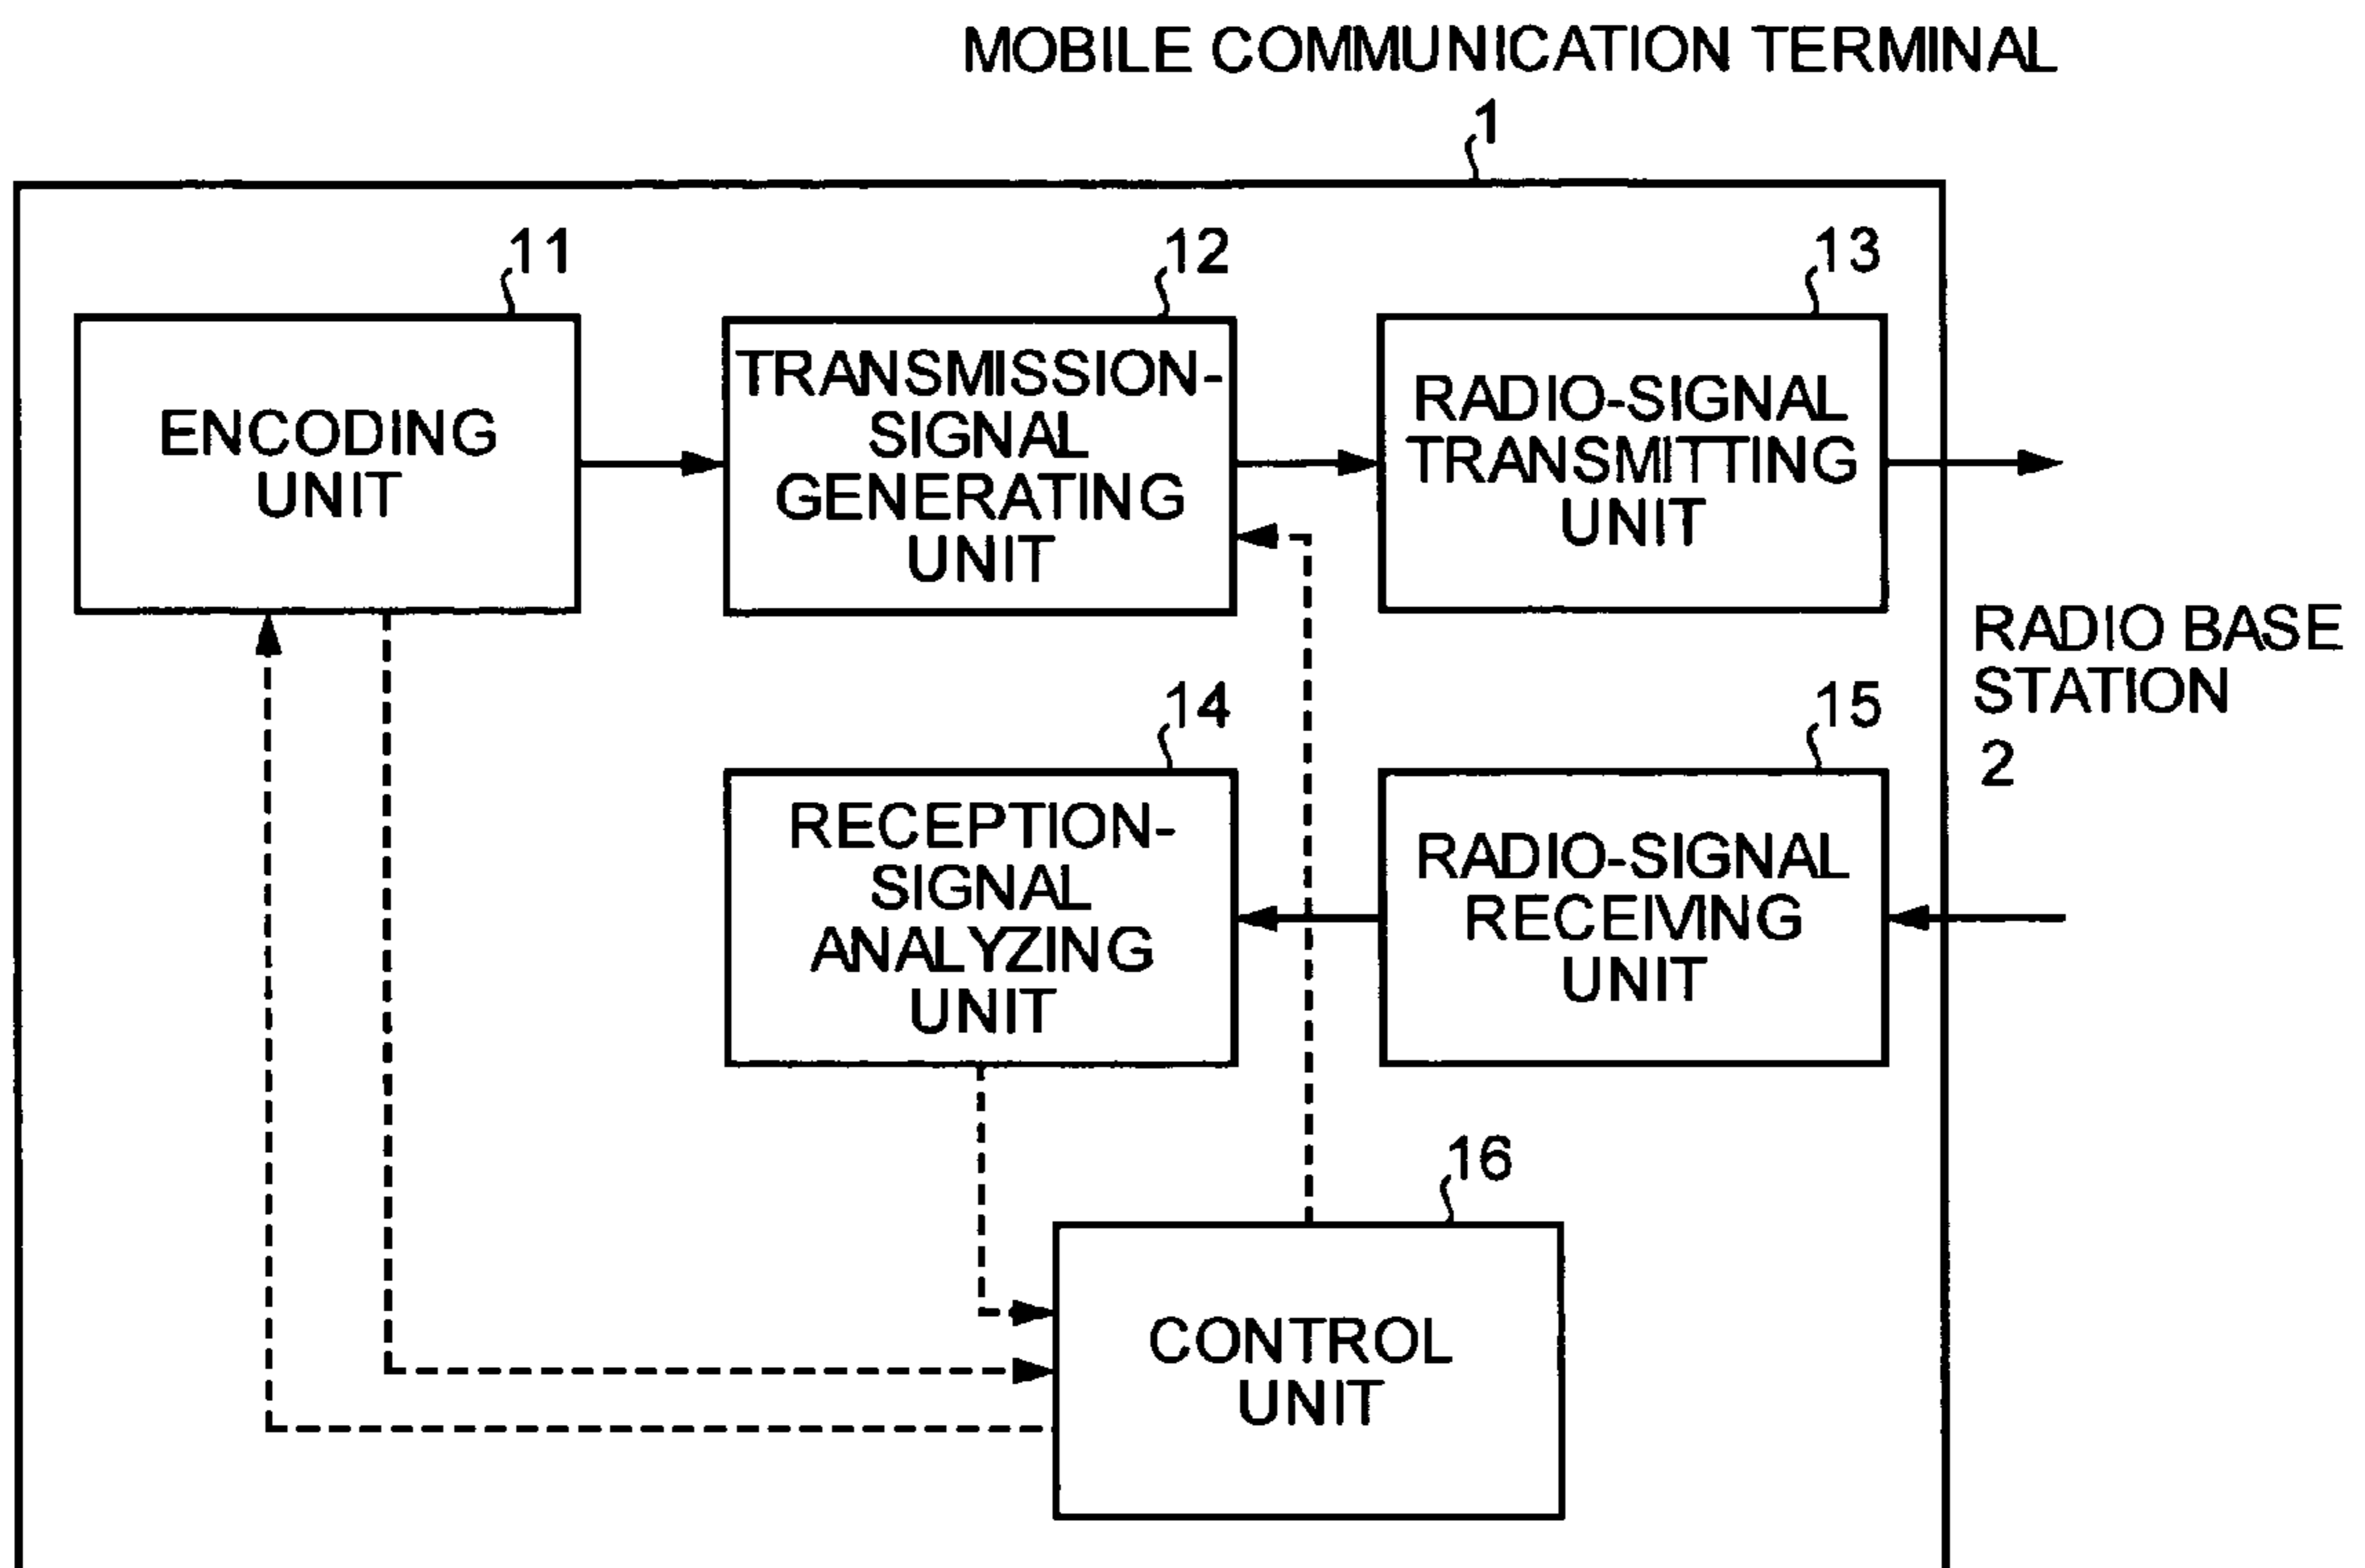 MOBILE COMMUNICATION TERMINAL
1
11
12
13
ENCODING
UNIT
TRANSMISSION-
SIGNAL
GENERATING
UNIT
RADIO-SIGNAL
TRANSMITTING
UNIT
RADIO BASE
STATION
2
14
15
RECEPTION-
SIGNAL
ANALYZING
UNIT
RADIO-SIGNAL
RECEIVING
UNIT
16
CONTROL
UNIT